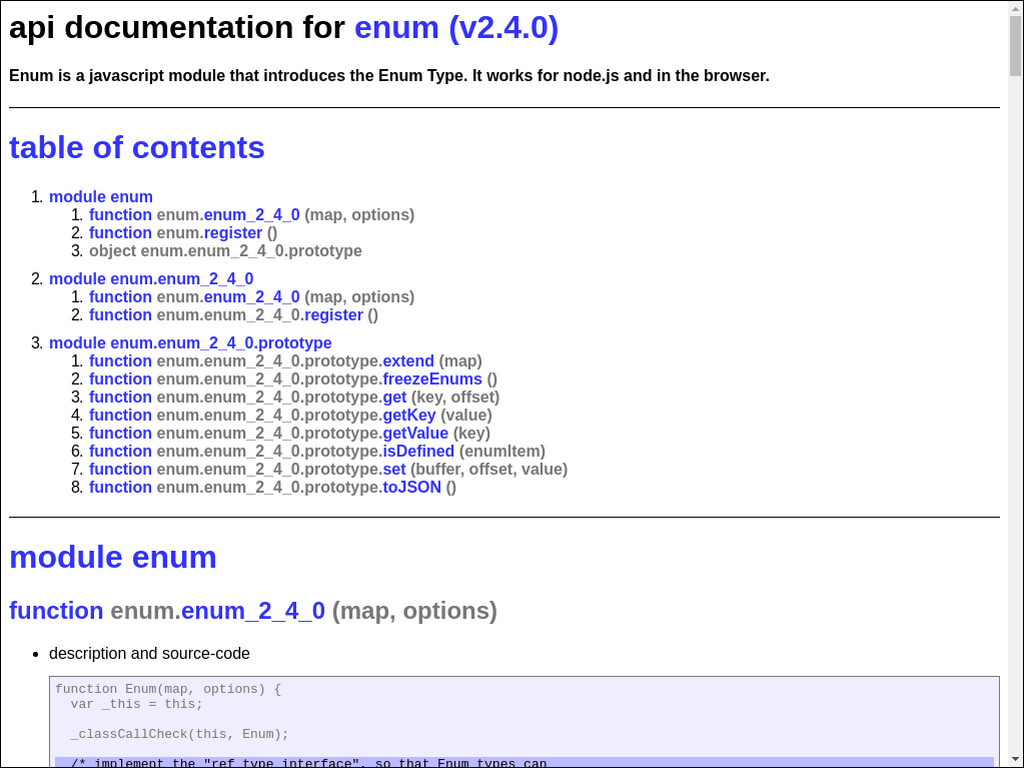 api documentation for enum (v2.4.0)
Enum is a javascript module that introduces the Enum Type. It works for node.js and in the browser.
table of contents
1. module enum
1. function enum.enum_2_4_0 (map, options)
2. function enum.register ()
3. object enum.enum_2_4_0.prototype
2. module enum.enum_2_4_0
1. function enum.enum_2_4_0 (map, options)
2. function enum.enum_2_4_0.register ()
3. module enum.enum_2_4_0.prototype
1. function enum.enum_2_4_0.prototype.extend (map)
2. function enum.enum_2_4_0.prototype.freezeEnums ()
3. function enum.enum_2_4_0.prototype.get (key, offset)
4. function enum.enum_2_4_0.prototype.getKey (value)
5. function enum.enum_2_4_0.prototype.getValue (key)
6. function enum.enum_2_4_0.prototype.isDefined (enumItem)
7. function enum.enum_2_4_0.prototype.set (buffer, offset, value)
8. function enum.enum_2_4_0.prototype.toJSON ()
module enum
function enum.enum_2_4_0 (map, options)
• description and source-code
function Enum(map, options) {
var _this = this;
_classCallCheck(this, Enum);
/* implement the "ref type interface", so that Enum types can